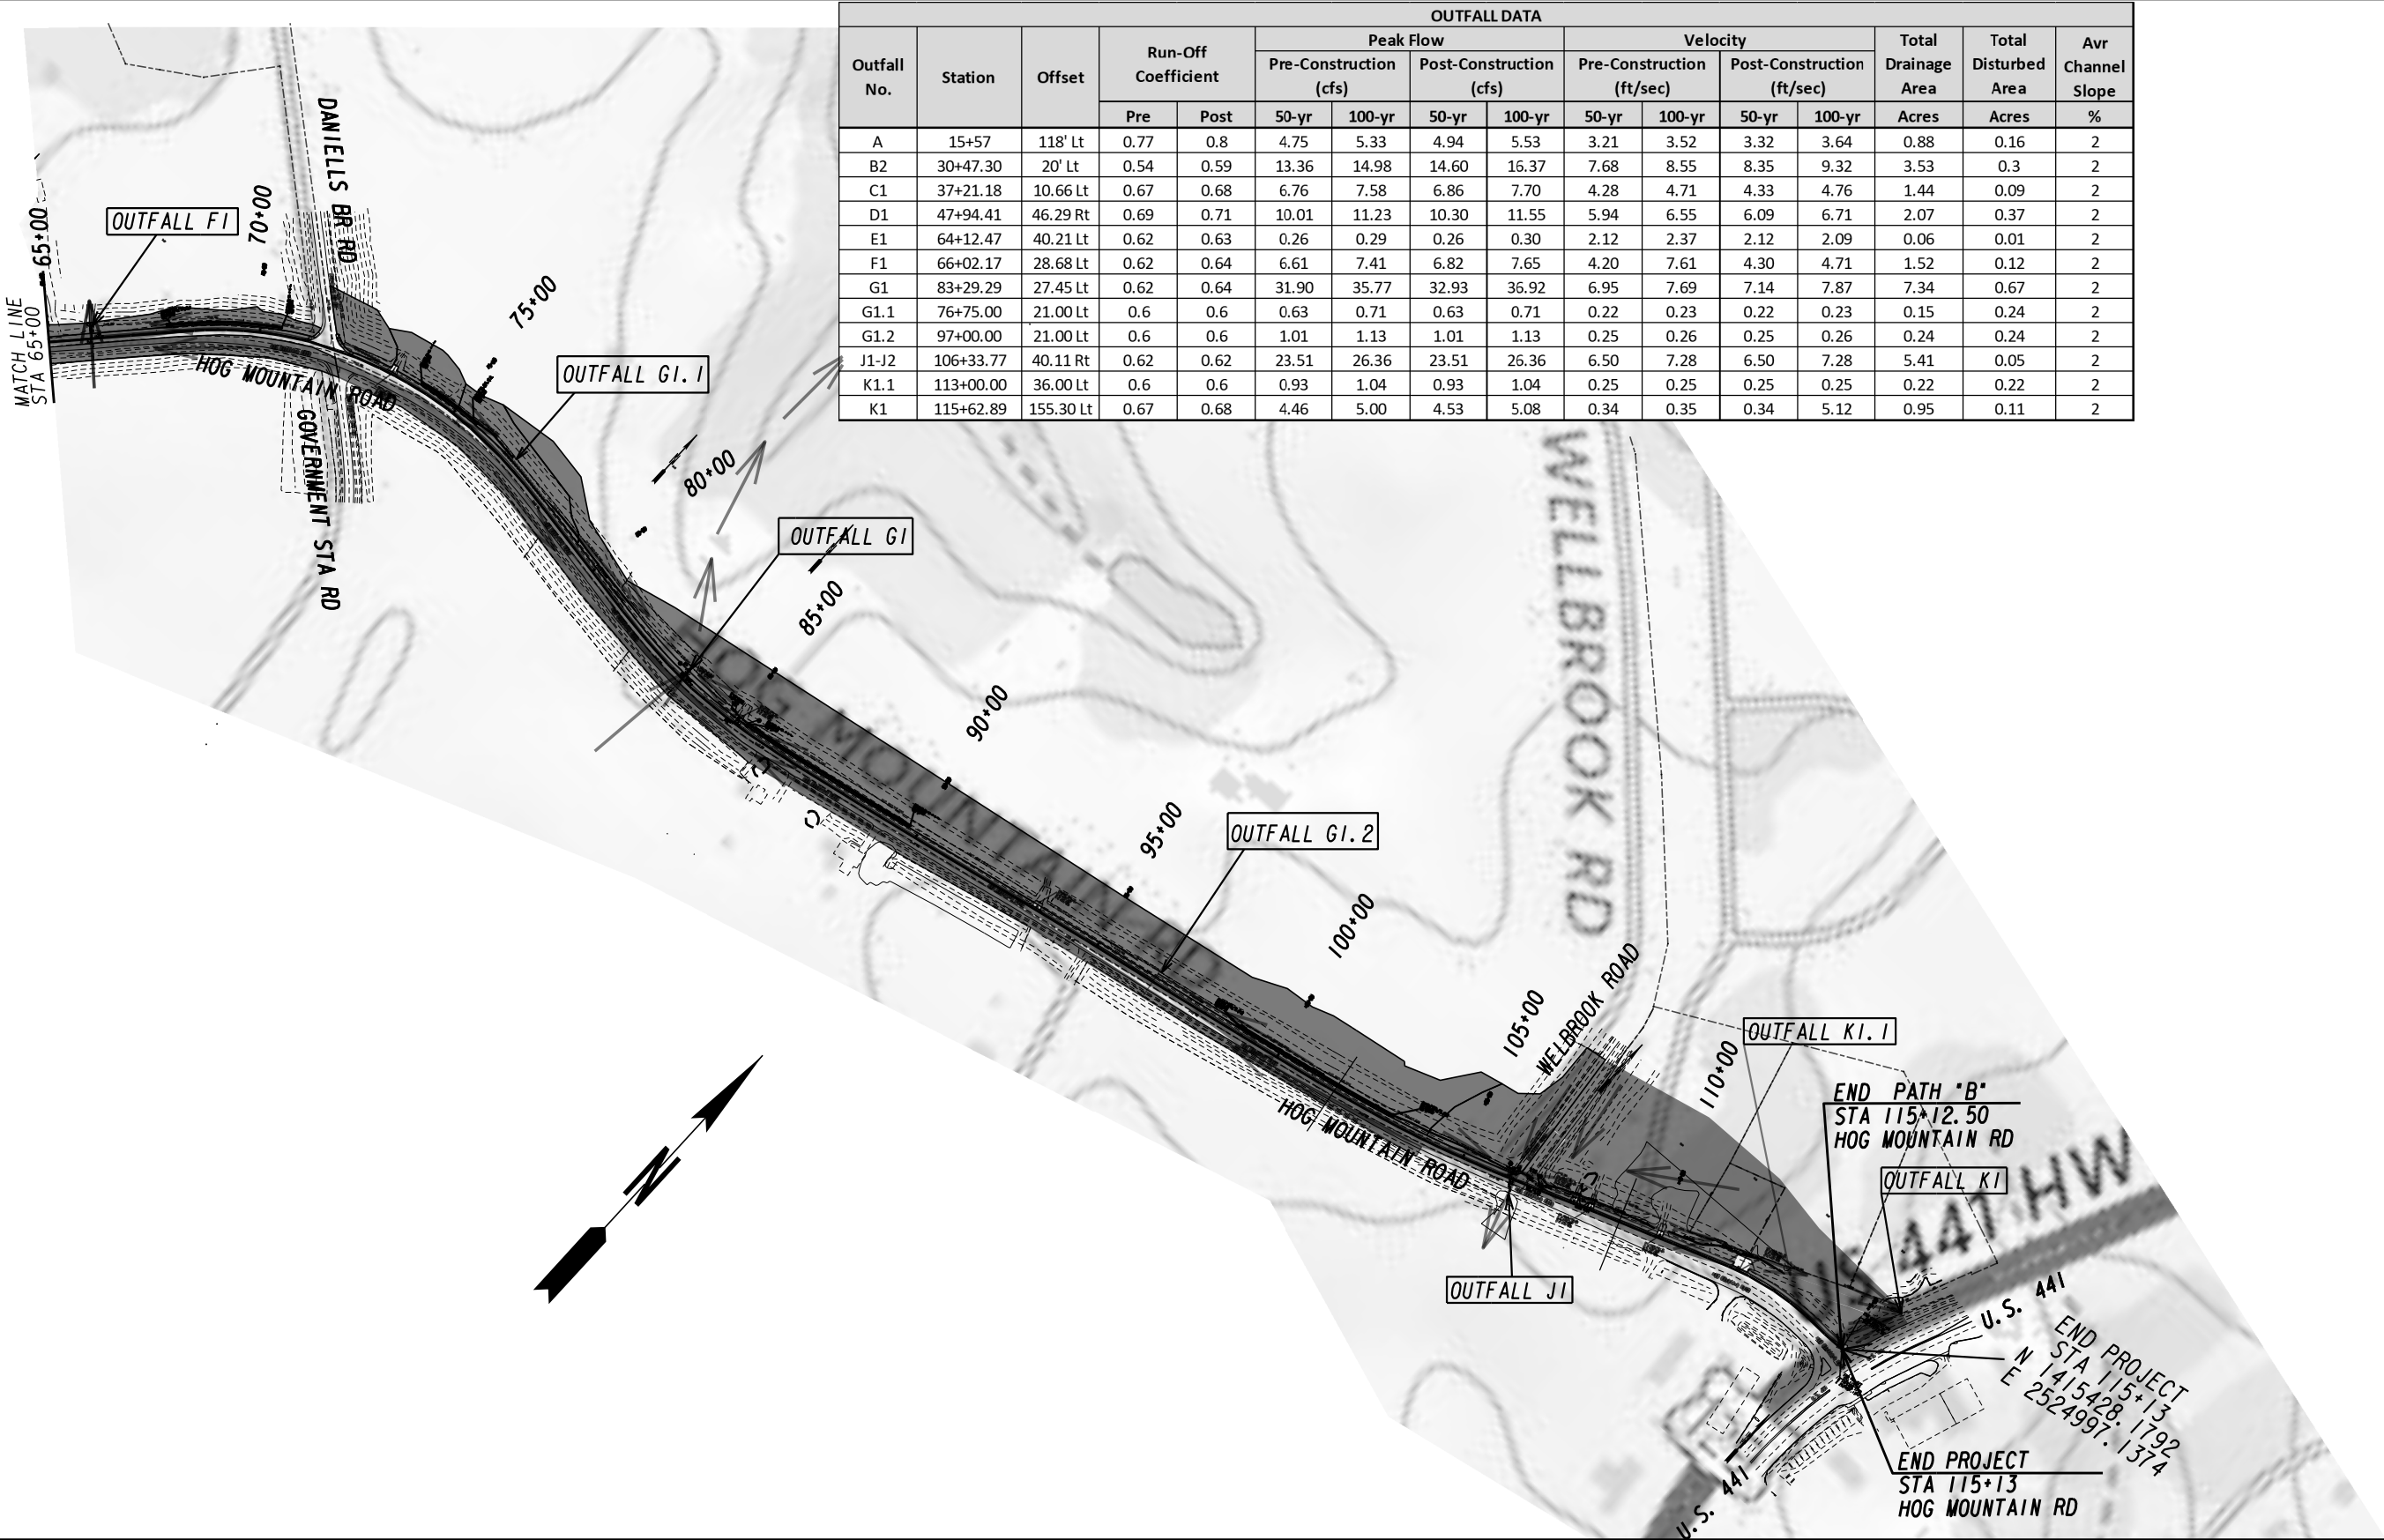 OUTFALL DATA
Outfall No. Station Offset Run-Off Coefficient Peak Flow Velocity Total Drainage Area Total Disturbed Area Avr Channel Slope
Pre-Construction (cfs) Post-Construction (cfs) Pre-Construction (ft/sec) Post-Construction (ft/sec)
Pre Post 50-yr 100-yr 50-yr 100-yr 50-yr 100-yr 50-yr 100-yr Acres Acres %
A 15+57 118' Lt 0.77 0.8 4.75 5.33 4.94 5.53 3.21 3.52 3.32 3.64 0.88 0.16 2
B2 30+47.30 20' Lt 0.54 0.59 13.36 14.98 14.60 16.37 7.68 8.55 8.35 9.32 3.53 0.3 2
C1 37+21.18 10.66 Lt 0.67 0.68 6.76 7.58 6.86 7.70 4.28 4.71 4.33 4.76 1.44 0.09 2
D1 47+94.41 46.29 Rt 0.69 0.71 10.01 11.23 10.30 11.55 5.94 6.55 6.09 6.71 2.07 0.37 2
E1 64+12.47 40.21 Lt 0.62 0.63 0.26 0.29 0.26 0.30 2.12 2.37 2.12 2.09 0.06 0.01 2
F1 66+02.17 28.68 Lt 0.62 0.64 6.61 7.41 6.82 7.65 4.20 7.61 4.30 4.71 1.52 0.12 2
G1 83+29.29 27.45 Lt 0.62 0.64 31.90 35.77 32.93 36.92 6.95 7.69 7.14 7.87 7.34 0.67 2
G1.1 76+75.00 21.00 Lt 0.6 0.6 0.63 0.71 0.63 0.71 0.22 0.23 0.22 0.23 0.15 0.24 2
G1.2 97+00.00 21.00 Lt 0.6 0.6 1.01 1.13 1.01 1.13 0.25 0.26 0.25 0.26 0.24 0.24 2
J1-J2 106+33.77 40.11 Rt 0.62 0.62 23.51 26.36 23.51 26.36 6.50 7.28 6.50 7.28 5.41 0.05 2
K1.1 113+00.00 36.00 Lt 0.6 0.6 0.93 1.04 0.93 1.04 0.25 0.25 0.25 0.25 0.22 0.22 2
K1 115+62.89 155.30 Lt 0.67 0.68 4.46 5.00 4.53 5.08 0.34 0.35 0.34 5.12 0.95 0.11 2
MATCH LINE
STA 65+00
65+00
OUTFALL F1
70+00
DANIELLS BR RD
HOG MOUNTAIN ROAD
GOVERNMENT STA RD
75+00
OUTFALL G1.1
80+00
OUTFALL G1
85+00
90+00
95+00
OUTFALL G1.2
100+00
WELLBROOK RD
105+00
WELBROOK ROAD
HOG MOUNTAIN ROAD
110+00
OUTFALL K1.1
END PATH "B"
STA 115+12.50
HOG MOUNTAIN RD
OUTFALL K1
441 HW
OUTFALL J1
U.S. 441
END PROJECT
STA 115+13
N 1415428.1792
E 2524997.1374
END PROJECT
STA 115+13
HOG MOUNTAIN RD
U.S. 441
N